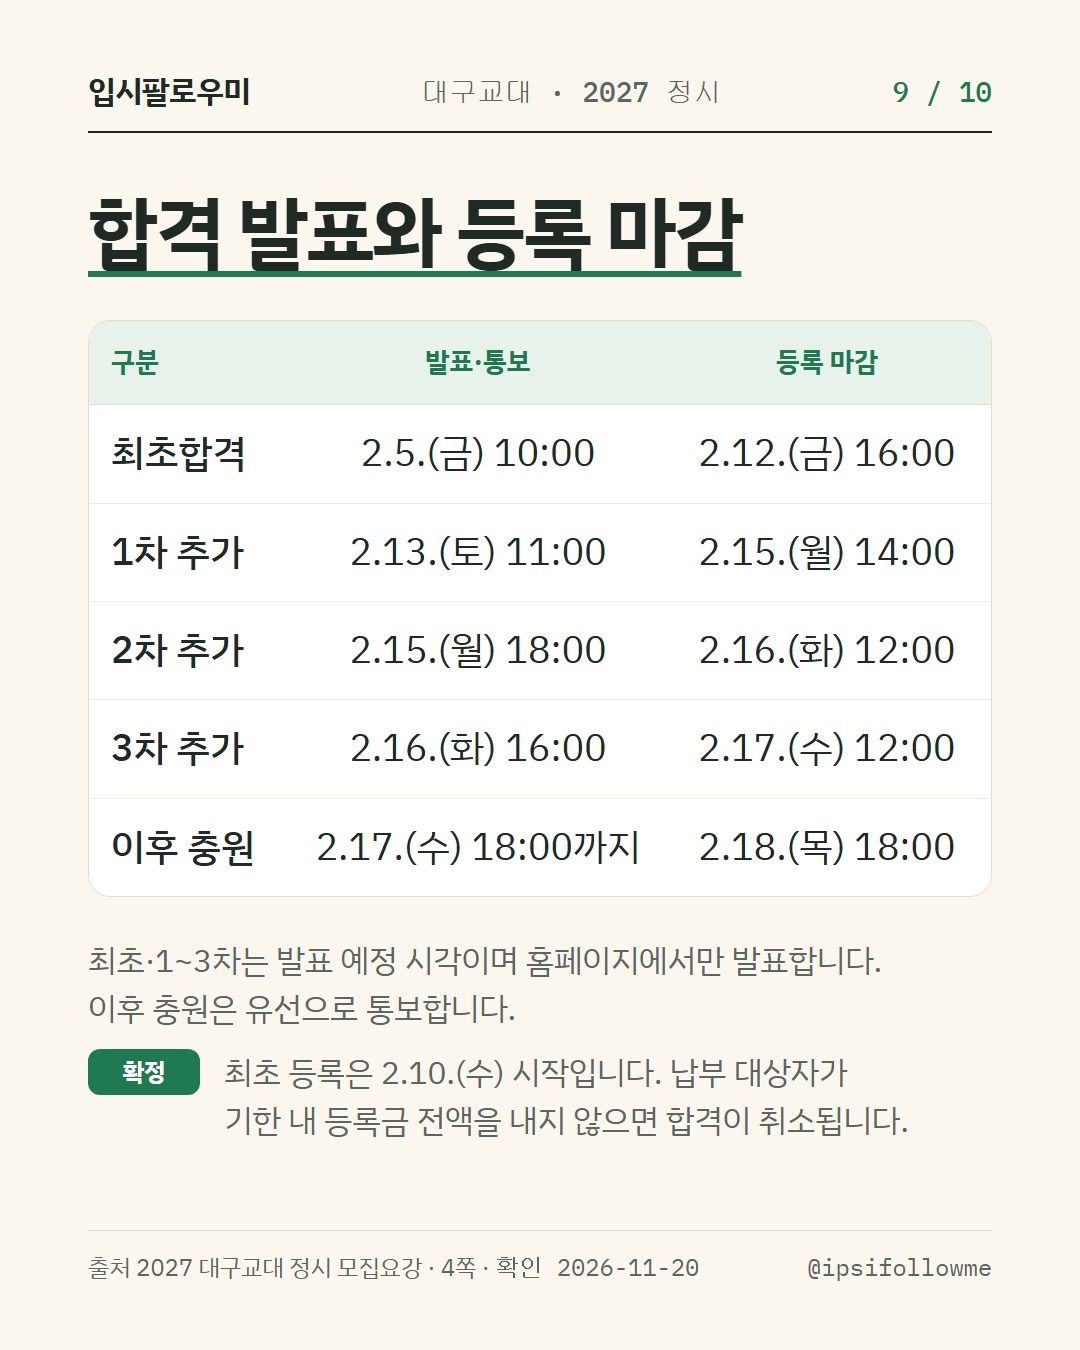 입시팔로우미 대구교대 · 2027 정시 9 / 10
합격 발표와 등록 마감
구분 발표·통보 등록 마감
최초합격 2.5.(금) 10:00 2.12.(금) 16:00
1차 추가 2.13.(토) 11:00 2.15.(월) 14:00
2차 추가 2.15.(월) 18:00 2.16.(화) 12:00
3차 추가 2.16.(화) 16:00 2.17.(수) 12:00
이후 충원 2.17.(수) 18:00까지 2.18.(목) 18:00
최초·1~3차는 발표 예정 시각이며 홈페이지에서만 발표합니다.
이후 충원은 유선으로 통보합니다.
확정 최초 등록은 2.10.(수) 시작입니다. 납부 대상자가
기한 내 등록금 전액을 내지 않으면 합격이 취소됩니다.
출처 2027 대구교대 정시 모집요강 · 4쪽 · 확인 2026-11-20 @ipsifollowme